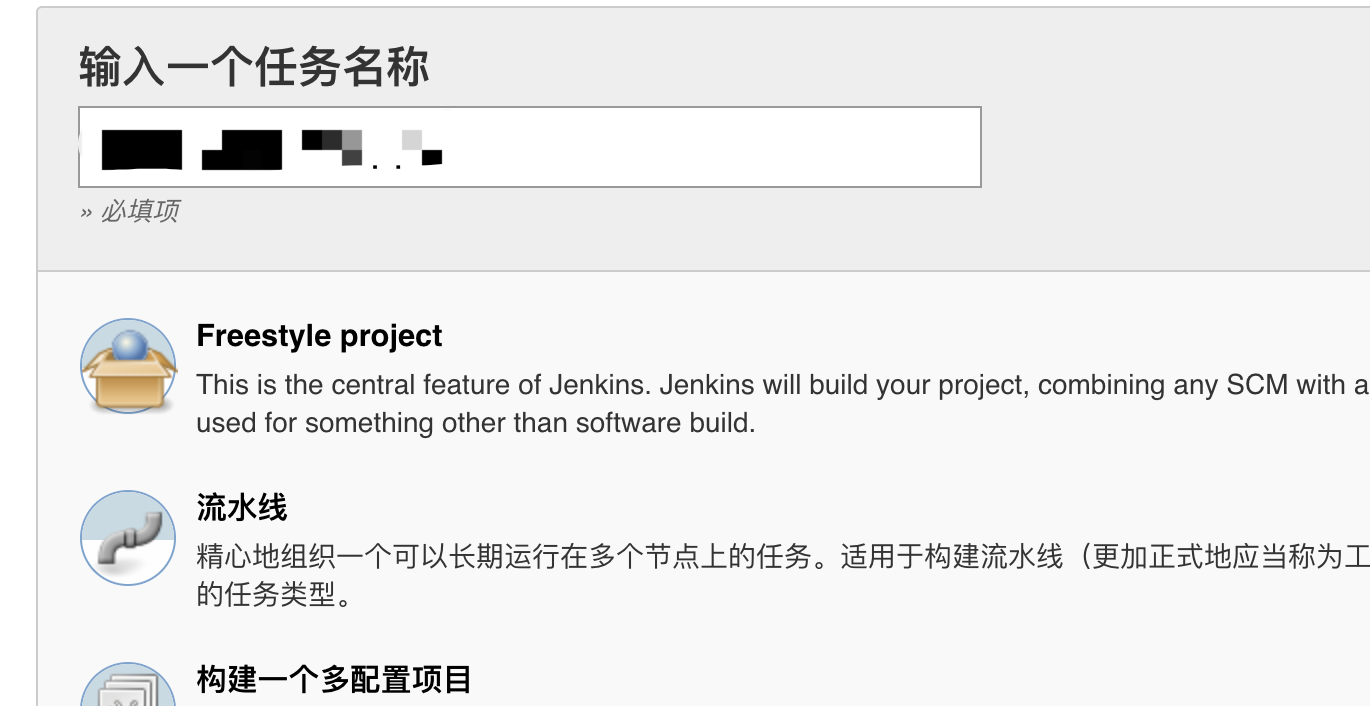 输入一个任务名称
» 必填项
Freestyle project
This is the central feature of Jenkins. Jenkins will build your project, combining any SCM with a
used for something other than software build.
流水线
精心地组织一个可以长期运行在多个节点上的任务。适用于构建流水线（更加正式地应当称为工
的任务类型。
构建一个多配置项目